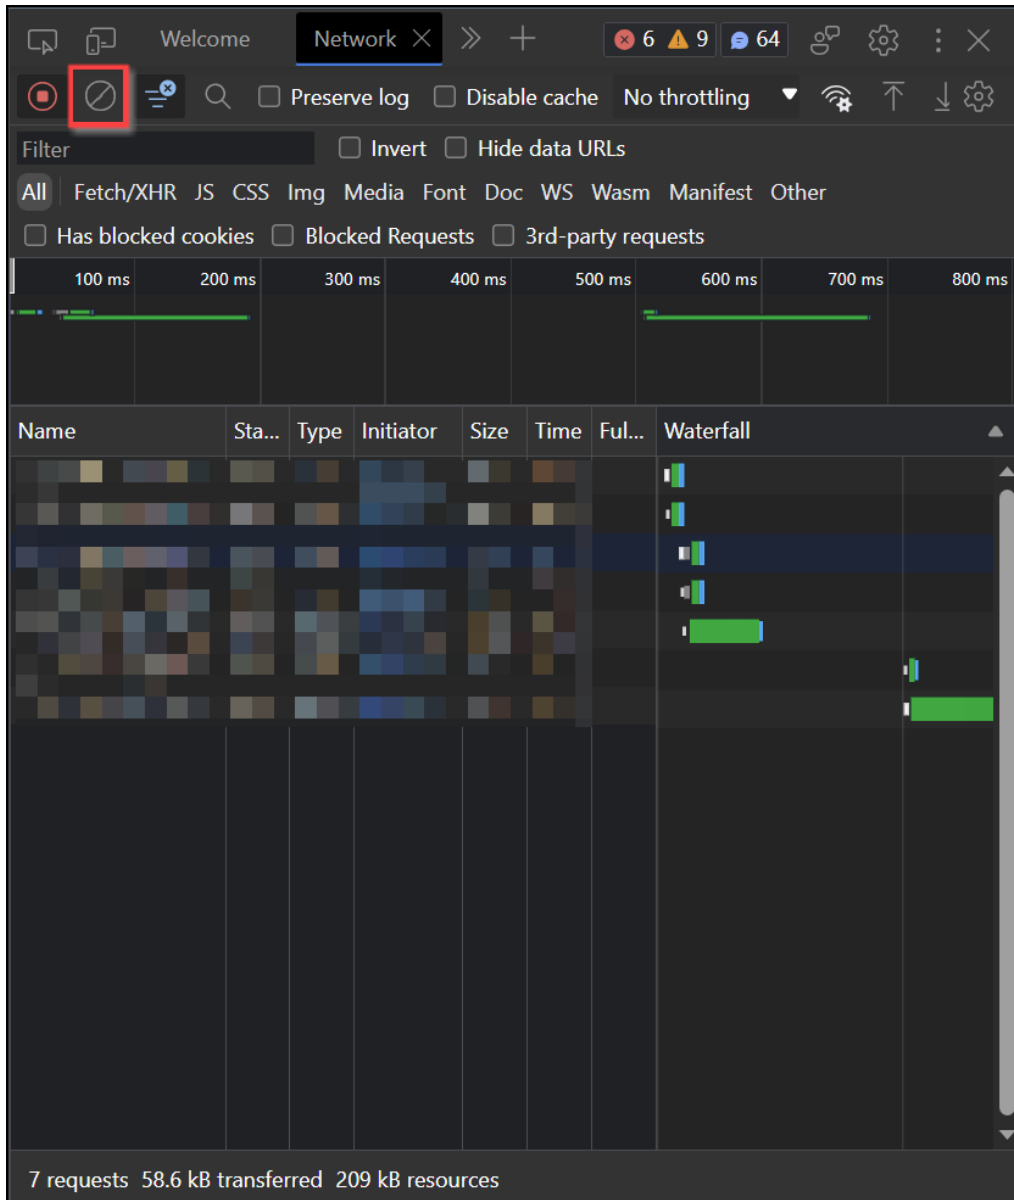 Welcome Network 6 9 64
Preserve log Disable cache No throttling
Filter Invert Hide data URLs
All Fetch/XHR JS CSS Img Media Font Doc WS Wasm Manifest Other
Has blocked cookies Blocked Requests 3rd-party requests
100 ms 200 ms 300 ms 400 ms 500 ms 600 ms 700 ms 800 ms
Name Sta... Type Initiator Size Time Ful... Waterfall
7 requests 58.6 kB transferred 209 kB resources